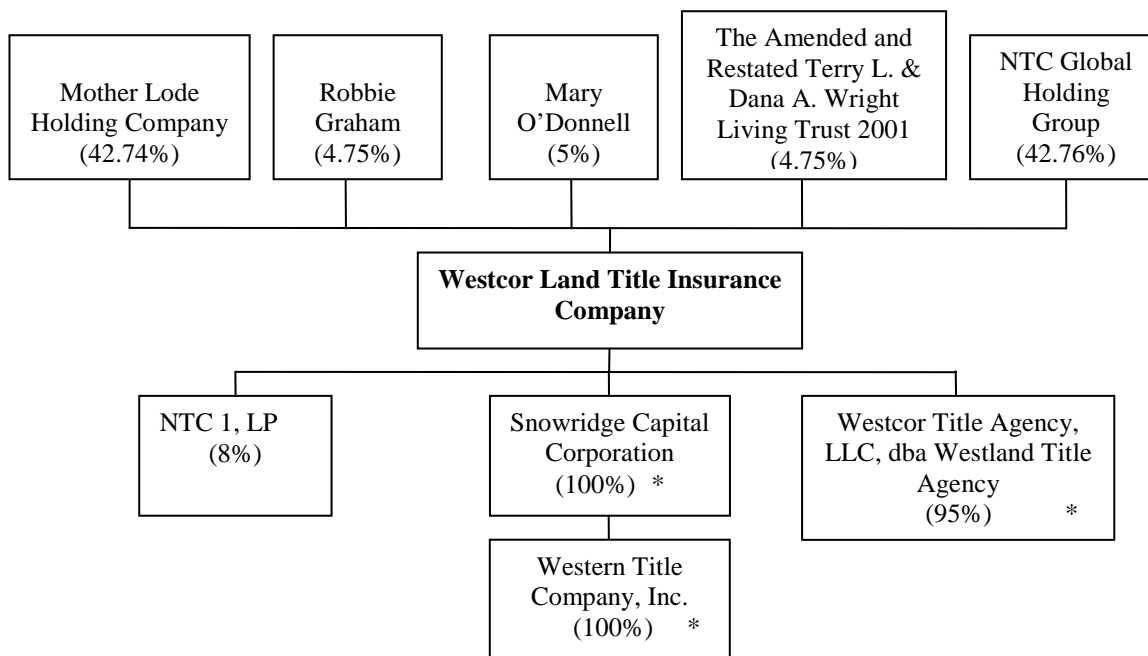 Mother Lode
Holding Company
(42.74%)
Robbie
Graham
(4.75%)
Mary
O’Donnell
(5%)
The Amended and
Restated Terry L. &
Dana A. Wright
Living Trust 2001
(4.75%)
NTC Global
Holding
Group
(42.76%)
Westcor Land Title Insurance
Company
NTC 1, LP
(8%)
Snowridge Capital
Corporation
(100%) *
Westcor Title Agency,
LLC, dba Westland Title
Agency
(95%) *
Western Title
Company, Inc.
(100%) *